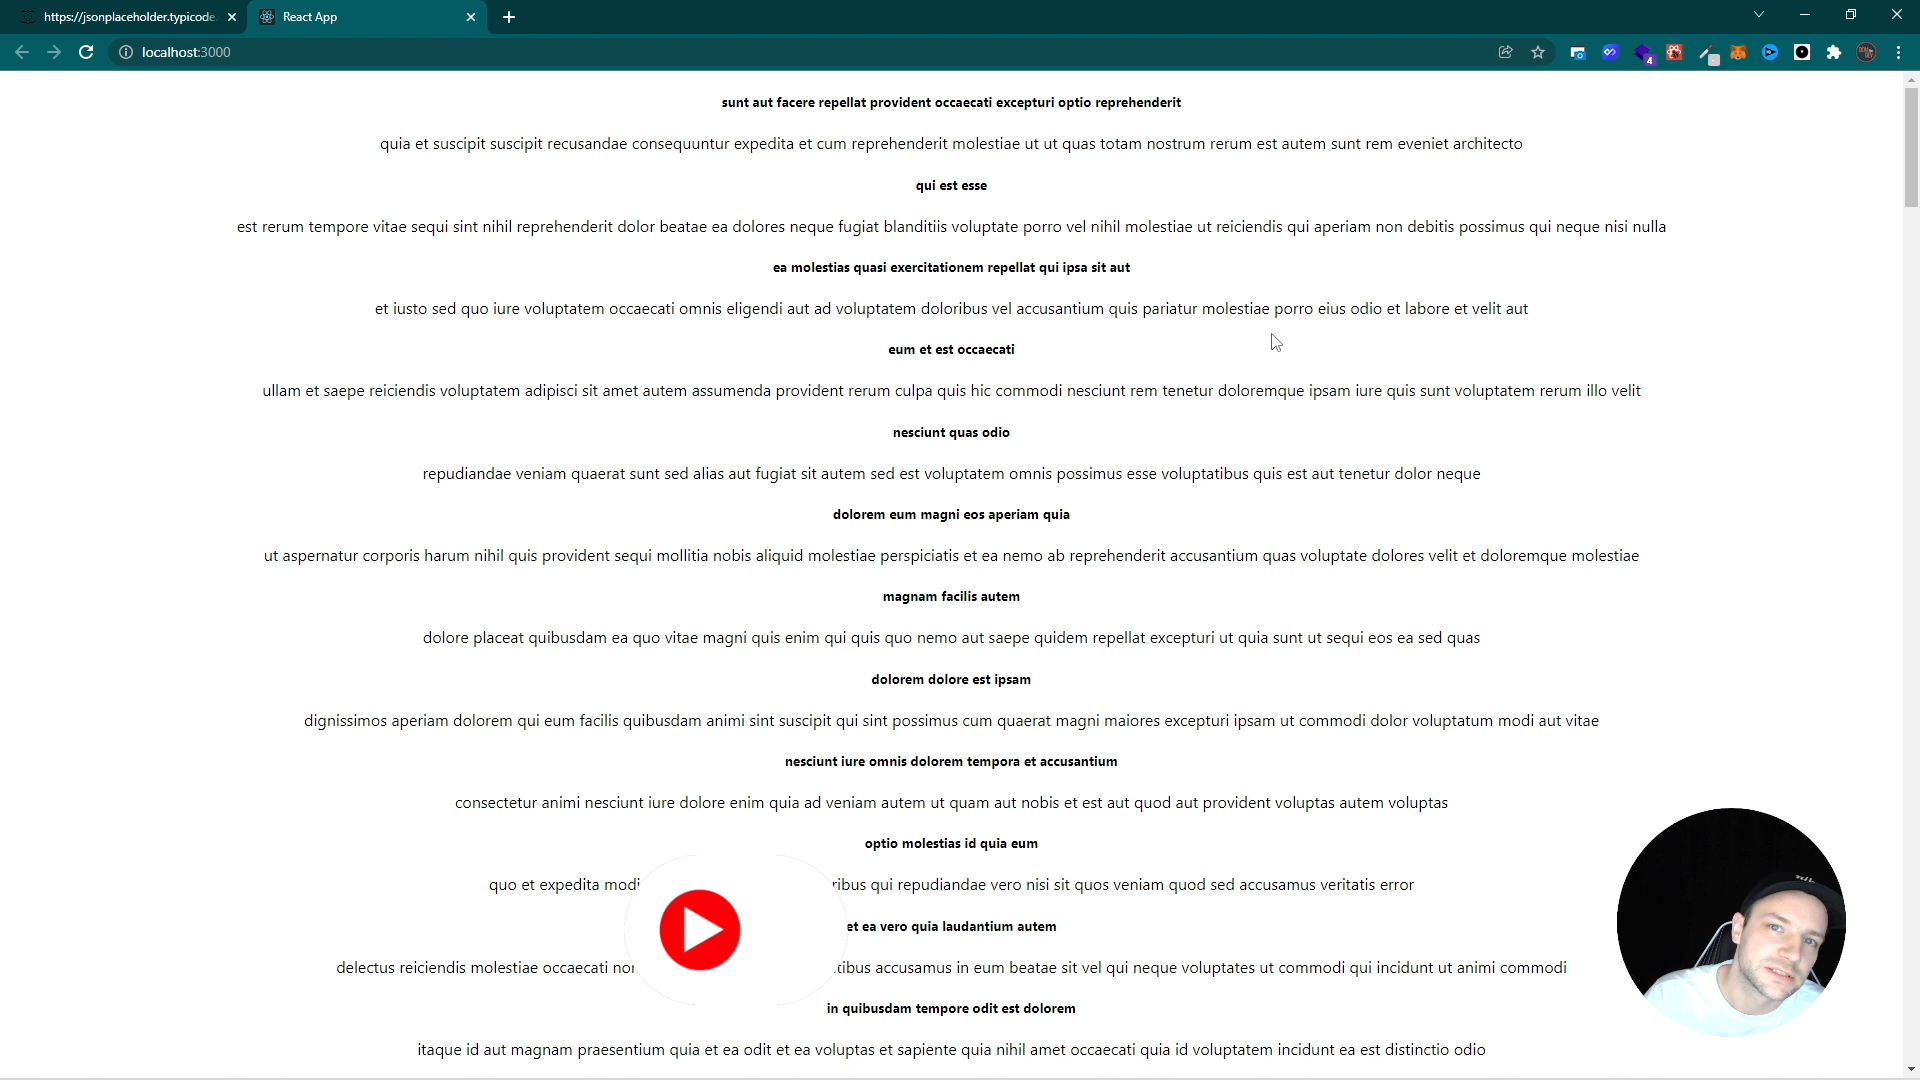 https://jsonplaceholder.typicode.
React App
localhost:3000
4
sunt aut facere repellat provident occaecati excepturi optio reprehenderit
quia et suscipit suscipit recusandae consequuntur expedita et cum reprehenderit molestiae ut ut quas totam nostrum rerum est autem sunt rem eveniet architecto
qui est esse
est rerum tempore vitae sequi sint nihil reprehenderit dolor beatae ea dolores neque fugiat blanditiis voluptate porro vel nihil molestiae ut reiciendis qui aperiam non debitis possimus qui neque nisi nulla
ea molestias quasi exercitationem repellat qui ipsa sit aut
et iusto sed quo iure voluptatem occaecati omnis eligendi aut ad voluptatem doloribus vel accusantium quis pariatur molestiae porro eius odio et labore et velit aut
eum et est occaecati
ullam et saepe reiciendis voluptatem adipisci sit amet autem assumenda provident rerum culpa quis hic commodi nesciunt rem tenetur doloremque ipsam iure quis sunt voluptatem rerum illo velit
nesciunt quas odio
repudiandae veniam quaerat sunt sed alias aut fugiat sit autem sed est voluptatem omnis possimus esse voluptatibus quis est aut tenetur dolor neque
dolorem eum magni eos aperiam quia
ut aspernatur corporis harum nihil quis provident sequi mollitia nobis aliquid molestiae perspiciatis et ea nemo ab reprehenderit accusantium quas voluptate dolores velit et doloremque molestiae
magnam facilis autem
dolore placeat quibusdam ea quo vitae magni quis enim qui quis quo nemo aut saepe quidem repellat excepturi ut quia sunt ut sequi eos ea sed quas
dolorem dolore est ipsam
dignissimos aperiam dolorem qui eum facilis quibusdam animi sint suscipit qui sint possimus cum quaerat magni maiores excepturi ipsam ut commodi dolor voluptatum modi aut vitae
nesciunt iure omnis dolorem tempora et accusantium
consectetur animi nesciunt iure dolore enim quia ad veniam autem ut quam aut nobis et est aut quod aut provident voluptas autem voluptas
optio molestias id quia eum
quo et expedita modi ribus qui repudiandae vero nisi sit quos veniam quod sed accusamus veritatis error
et ea vero quia laudantium autem
delectus reiciendis molestiae occaecati non tibus accusamus in eum beatae sit vel qui neque voluptates ut commodi qui incidunt ut animi commodi
in quibusdam tempore odit est dolorem
itaque id aut magnam praesentium quia et ea odit et ea voluptas et sapiente quia nihil amet occaecati quia id voluptatem incidunt ea est distinctio odio